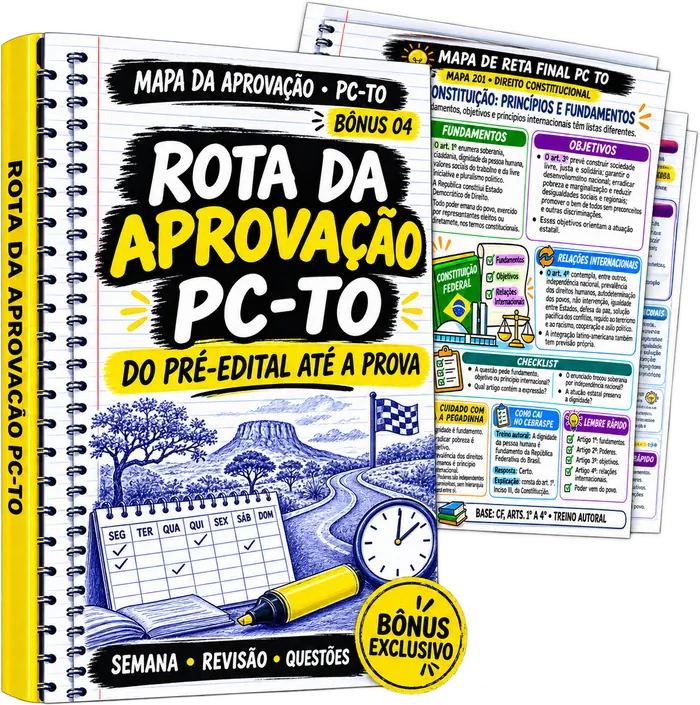 ROTA DA APROVAÇÃO PC-TO
MAPA DA APROVAÇÃO • PC-TO
BÔNUS 04
ROTA DA
APROVAÇÃO
PC-TO
DO PRÉ-EDITAL ATÉ A PROVA
SEG TER QUA QUI SEX SÁB DOM
SEMANA • REVISÃO • QUESTÕES
BÔNUS
EXCLUSIVO
MAPA DE RETA FINAL PC TO
MAPA 201 • DIREITO CONSTITUCIONAL
CONSTITUIÇÃO: PRINCÍPIOS E FUNDAMENTOS
objetivos e princípios internacionais têm listas diferentes.
FUNDAMENTOS
O art. 1º enumera soberania,
cidadania, dignidade da pessoa humana,
valores sociais do trabalho e da livre
iniciativa e pluralismo político.
A República constitui Estado
Democrático de Direito.
Todo poder emana do povo, exercido
por representantes eleitos ou
diretamente, nos termos constitucionais.
OBJETIVOS
• O art. 3º prevê construir sociedade
livre, justa e solidária; garantir o
desenvolvimento nacional; erradicar
pobreza e marginalização e reduzir
desigualdades sociais e regionais;
promover o bem de todos sem preconceitos
e outras discriminações.
• Esses objetivos orientam a atuação
estatal.
CONSTITUIÇÃO
FEDERAL
Fundamentos
Objetivos
Relações
Internacionais
RELAÇÕES INTERNACIONAIS
• O art. 4º contempla, entre outros,
independência nacional, prevalência
dos direitos humanos, autodeterminação
dos povos, não intervenção, igualdade
entre Estados, defesa da paz, solução
pacífica dos conflitos, repúdio ao terrorismo
e ao racismo, cooperação e asilo político.
• A integração latino-americana também
tem previsão própria.
CHECKLIST
• A questão pede fundamento,
objetivo ou princípio internacional?
• Qual artigo contém a expressão?
• O enunciado trocou soberania
por independência nacional?
• A atuação estatal preserva
a dignidade?
CUIDADO COM
A PEGADINHA
dignidade é fundamento.
COMO CAI
NO CEBRASPE
Treino autoral: A dignidade
da pessoa humana é
fundamento da República
Federativa do Brasil.
Resposta: Certo.
Explicação: consta do art. 1º,
inciso III, da Constituição.
LEMBRE RÁPIDO
Artigo 1º: fundamentos.
Artigo 2º: Poderes.
Artigo 3º: objetivos.
Artigo 4º: relações
internacionais.
Poder vem do povo.
BASE: CF, ARTS. 1º A 4º • TREINO AUTORAL